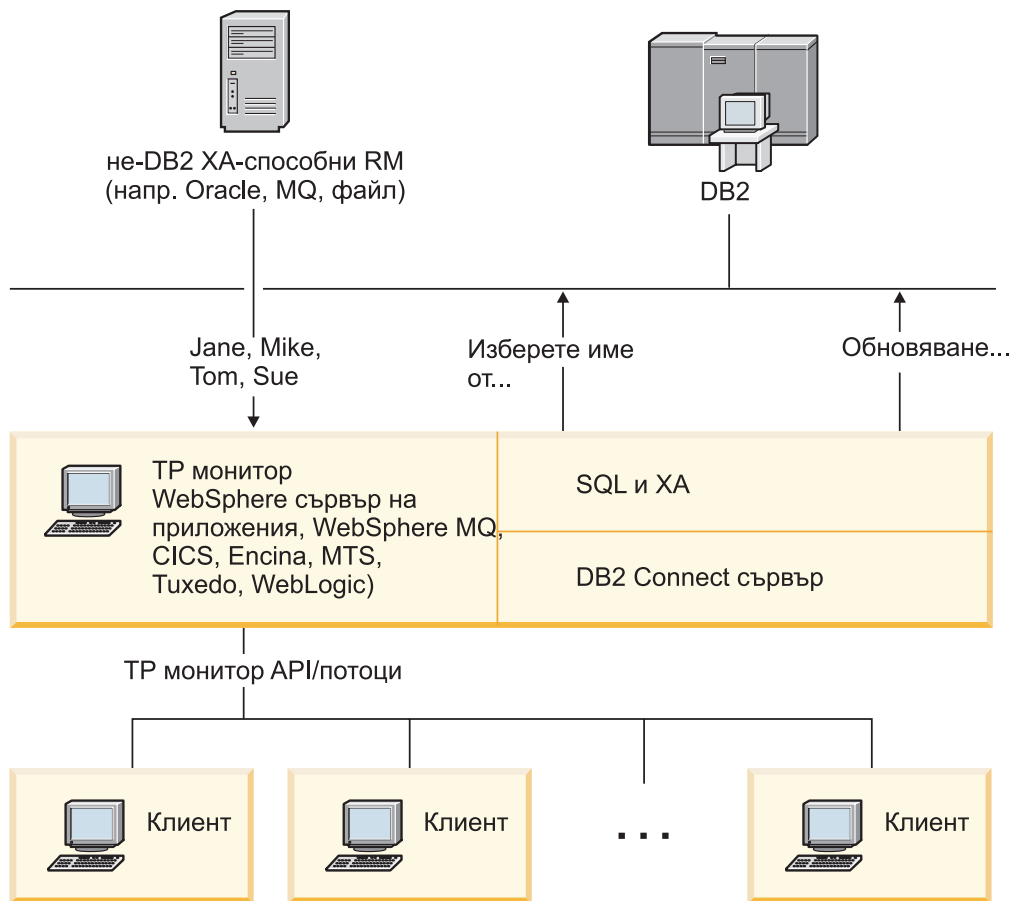 не-DB2 XA-способни RM
(напр. Oracle, MQ, файл)
DB2
Jane, Mike,
Tom, Sue
Изберете име
от...
Обновяване...
TP монитор
WebSphere сървър на
приложения, WebSphere MQ,
CICS, Encina, MTS,
Tuxedo, WebLogic)
SQL и XA
DB2 Connect сървър
TP монитор API/потоци
Клиент
Клиент
...
Клиент